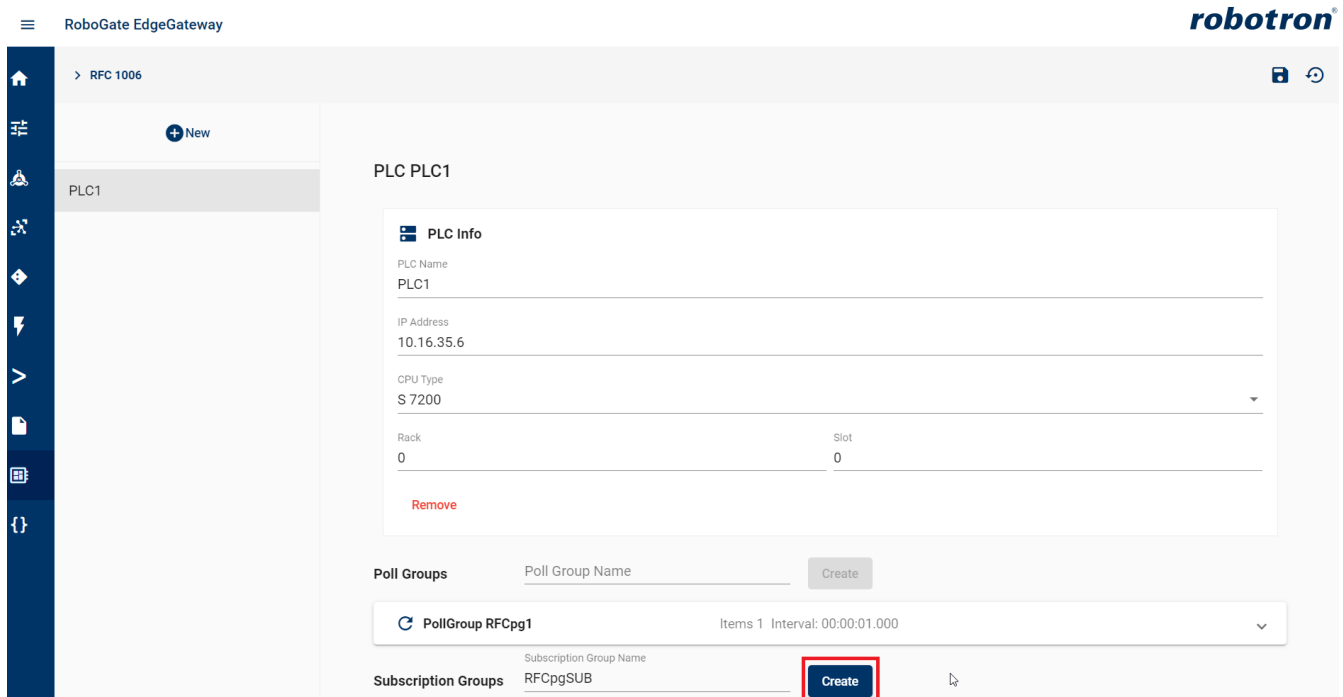 RoboGate EdgeGateway
robotron®
> RFC 1006
New
PLC1
PLC PLC1
PLC Info
PLC Name
PLC1
IP Address
10.16.35.6
CPU Type
S 7200
Rack Slot
0 0
Remove
Poll Groups Poll Group Name Create
PollGroup RFCpg1 Items 1 Interval: 00:00:01.000
Subscription Group Name
Subscription Groups RFCpgSUB Create